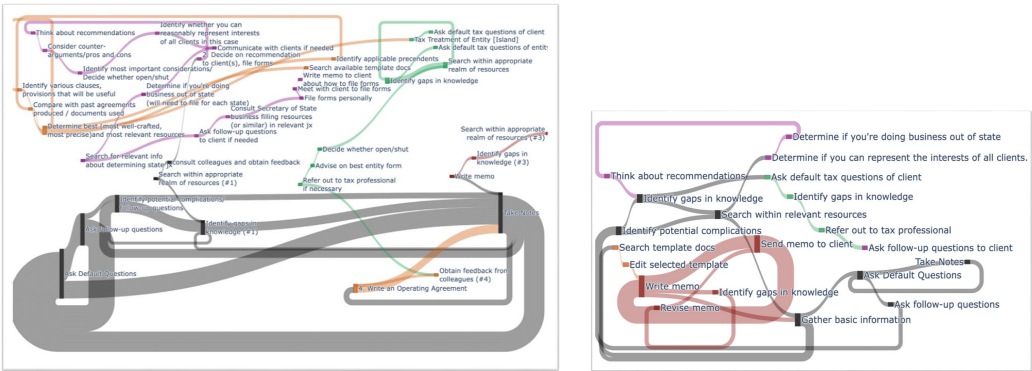 Think about recommendations
Consider counter-
arguments/pros and cons
Identify whether you can
reasonably represent interests
of all clients in this case
Communicate with clients if needed
Decide on recommendation
to client(s), file forms
Identify most important considerations/
Decide whether open/shut
Identify various clauses,
provisions that will be useful
Determine if you're doing
business out of state
(will need to file for each state)
Compare with past agreements
produced / documents used
Determine best (most well-crafted,
most precise)and most relevant resources
Search for relevant info
about determining state
Ask follow-up questions
to client if needed
Consult Secretary of State
business filling resources
(or similar) in relevant jx
Identify applicable precendents
Search available template docs
Write memo to client
about how to file forms
Meet with client to file forms
File forms personally
Ask default tax questions of client
Tax Treatment of Entity [Island]
Ask default tax questions of entity
Search within appropriate
realm of resources
Identify gaps in knowledge
Search within appropriate
realm of resources (#3)
Identify gaps in
knowledge (#3)
Write memo
Decide whether open/shut
Advise on best entity form
Refer out to tax professional
if necessary
consult colleagues and obtain feedback
Search within appropriate
realm of resources (#1)
Identify potential complications,
follow-up questions
Identify gaps in
knowledge (#1)
Ask follow-up questions
Take Notes
Ask Default Questions
Obtain feedback from
colleagues (#4)
4. Write an Operating Agreement
Determine if you're doing business out of state
Determine if you can represent the interests of all clients.
Think about recommendations
Ask default tax questions of client
Identify gaps in knowledge
Identify gaps in knowledge
Search within relevant resources
Identify potential complications
Refer out to tax professional
Search template docs
Send memo to client
Ask follow-up questions to client
Edit selected template
Take Notes
Ask Default Questions
Write memo
Identify gaps in knowledge
Revise memo
Ask follow-up questions
Gather basic information